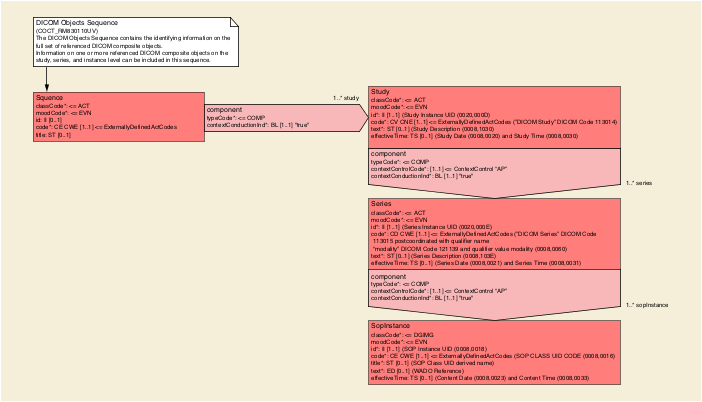 DICOM Objects Sequence
(COCT_RM830110UV)
The DICOM Objects Sequence contains the identifying information on the
full set of referenced DICOM composite objects.
Information on one or more referenced DICOM composite objects on the
study, series, and instance level can be included in this sequence.
Squence
classCode*: <= ACT
moodCode*: <= EVN
id: II [0..1]
code*: CE CWE [1..1] <= ExternallyDefinedActCodes
title: ST [0..1]
1..* study
component
typeCode*: <= COMP
contextConductionInd*: BL [1..1] "true"
Study
classCode*: <= ACT
moodCode*: <= EVN
id*: II [1..1] (Study Instance UID (0020,000D)
code*: CV CNE [1..1] <= ExternallyDefinedActCodes ("DICOM Study" DICOM Code 113014)
text*: ST [0..1] (Study Description (0008,1030)
effectiveTime*: TS [0..1] (Study Date (0008,0020) and Study Time (0008,0030)
component
typeCode*: <= COMP
contextControlCode*: [1..1] <= ContextControl "AP"
contextConductionInd*: BL [1..1] "true"
1..* series
Series
classCode*: <= ACT
moodCode*: <= EVN
id*: II [1..1] (Series Instance UID (0020,000E)
code*: CD CWE [1..1] <= ExternallyDefinedActCodes ("DICOM Series" DICOM Code
113015 postcoordinated with qualifier name
"modality" DICOM Code 121139 and qualifier value modality (0008,0060)
text*: ST [0..1] (Series Description (0008,103E)
effectiveTime: TS [0..1] (Series Date (0008,0021) and Series Time (0008,0031)
component
typeCode*: <= COMP
contextControlCode*: [1..1] <= ContextControl "AP"
contextConductionInd*: BL [1..1] "true"
1..* sopInstance
SopInstance
classCode*: <= DGIMG
moodCode*: <= EVN
id*: II [1..1] (SOP Instance UID (0008,0018)
code*: CE CWE [1..1] <= ExternallyDefinedActCodes (SOP CLASS UID CODE (0008,0016)
title*: ST [0..1] (SOP Class UID derived name)
text*: ED [0..1] (WADO Reference)
effectiveTime: TS [0..1] (Content Date (0008,0023) and Content Time (0008,0033)